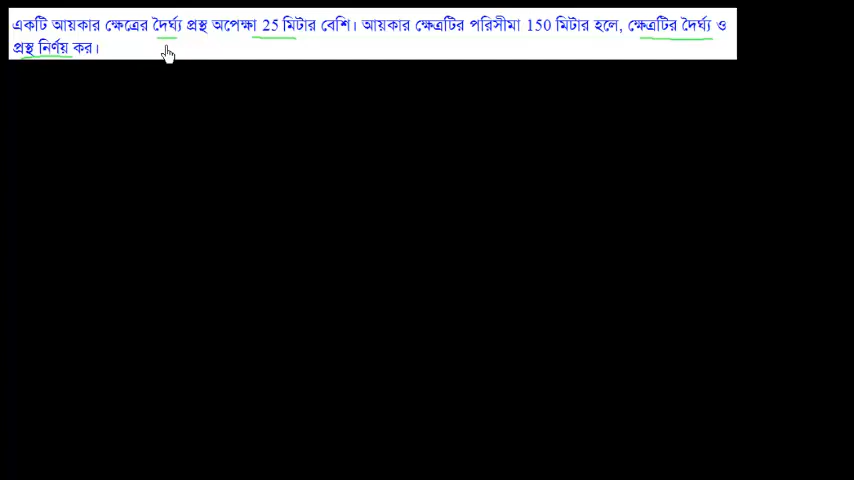 একটি আয়কার ক্ষেত্রের দৈর্ঘ্য প্রস্থ অপেক্ষা 25 মিটার বেশি। আয়কার ক্ষেত্রটির পরিসীমা 150 মিটার হলে, ক্ষেত্রটির দৈর্ঘ্য ও
প্রস্থ নির্ণয় কর।